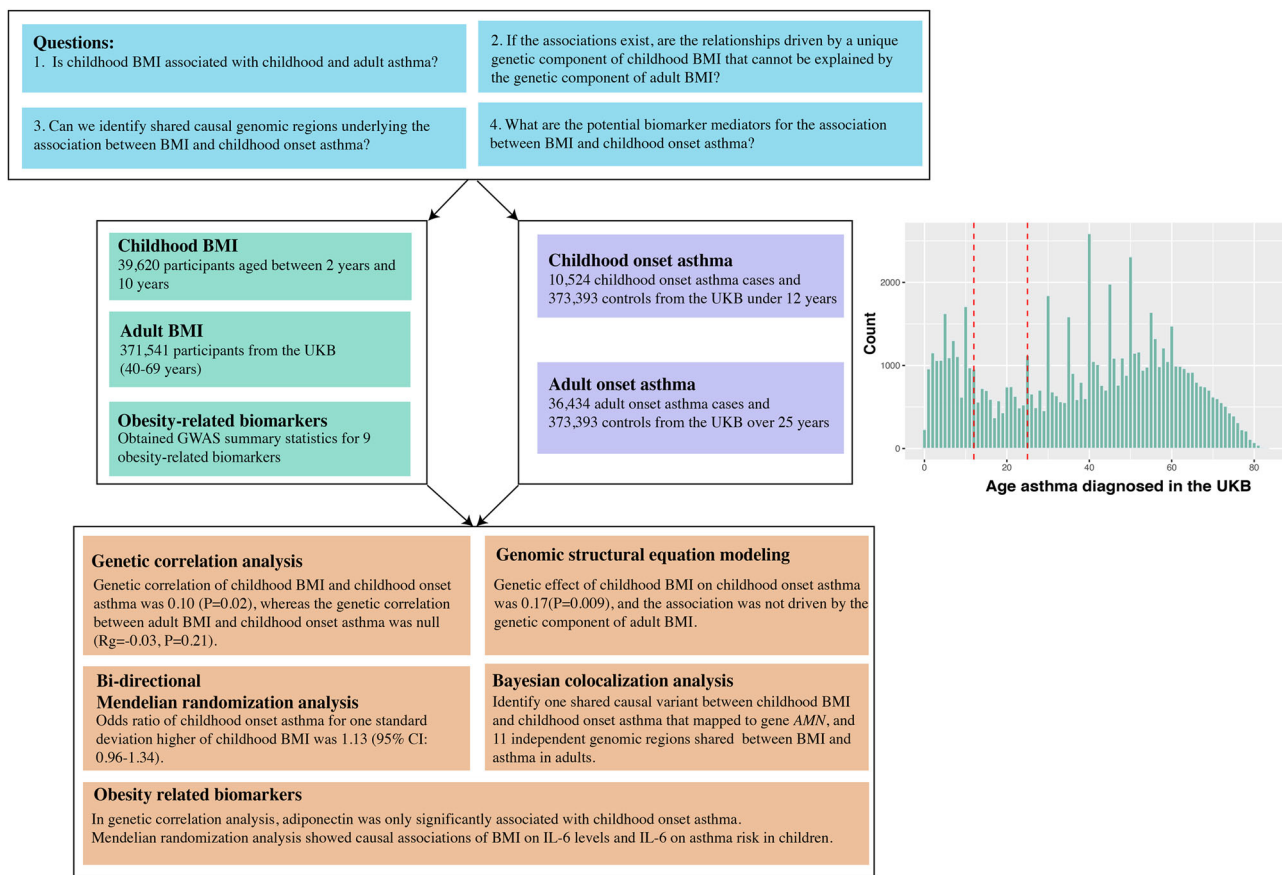 Questions:
1. Is childhood BMI associated with childhood and adult asthma?
2. If the associations exist, are the relationships driven by a unique
genetic component of childhood BMI that cannot be explained by
the genetic component of adult BMI?
3. Can we identify shared causal genomic regions underlying the
association between BMI and childhood onset asthma?
4. What are the potential biomarker mediators for the association
between BMI and childhood onset asthma?
Childhood BMI
39,620 participants aged between 2 years and
10 years
Adult BMI
371,541 participants from the UKB
(40-69 years)
Obesity-related biomarkers
Obtained GWAS summary statistics for 9
obesity-related biomarkers
Childhood onset asthma
10,524 childhood onset asthma cases and
373,393 controls from the UKB under 12 years
Adult onset asthma
36,434 adult onset asthma cases and
373,393 controls from the UKB over 25 years
Count
2000
1000
0
0 20 40 60 80
Age asthma diagnosed in the UKB
Genetic correlation analysis
Genetic correlation of childhood BMI and childhood onset
asthma was 0.10 (P=0.02), whereas the genetic correlation
between adult BMI and childhood onset asthma was null
(Rg=-0.03, P=0.21).
Genomic structural equation modeling
Genetic effect of childhood BMI on childhood onset asthma
was 0.17(P=0.009), and the association was not driven by the
genetic component of adult BMI.
Bi-directional
Mendelian randomization analysis
Odds ratio of childhood onset asthma for one standard
deviation higher of childhood BMI was 1.13 (95% CI:
0.96-1.34).
Bayesian colocalization analysis
Identify one shared causal variant between childhood BMI
and childhood onset asthma that mapped to gene AMN, and
11 independent genomic regions shared between BMI and
asthma in adults.
Obesity related biomarkers
In genetic correlation analysis, adiponectin was only significantly associated with childhood onset asthma.
Mendelian randomization analysis showed causal associations of BMI on IL-6 levels and IL-6 on asthma risk in children.